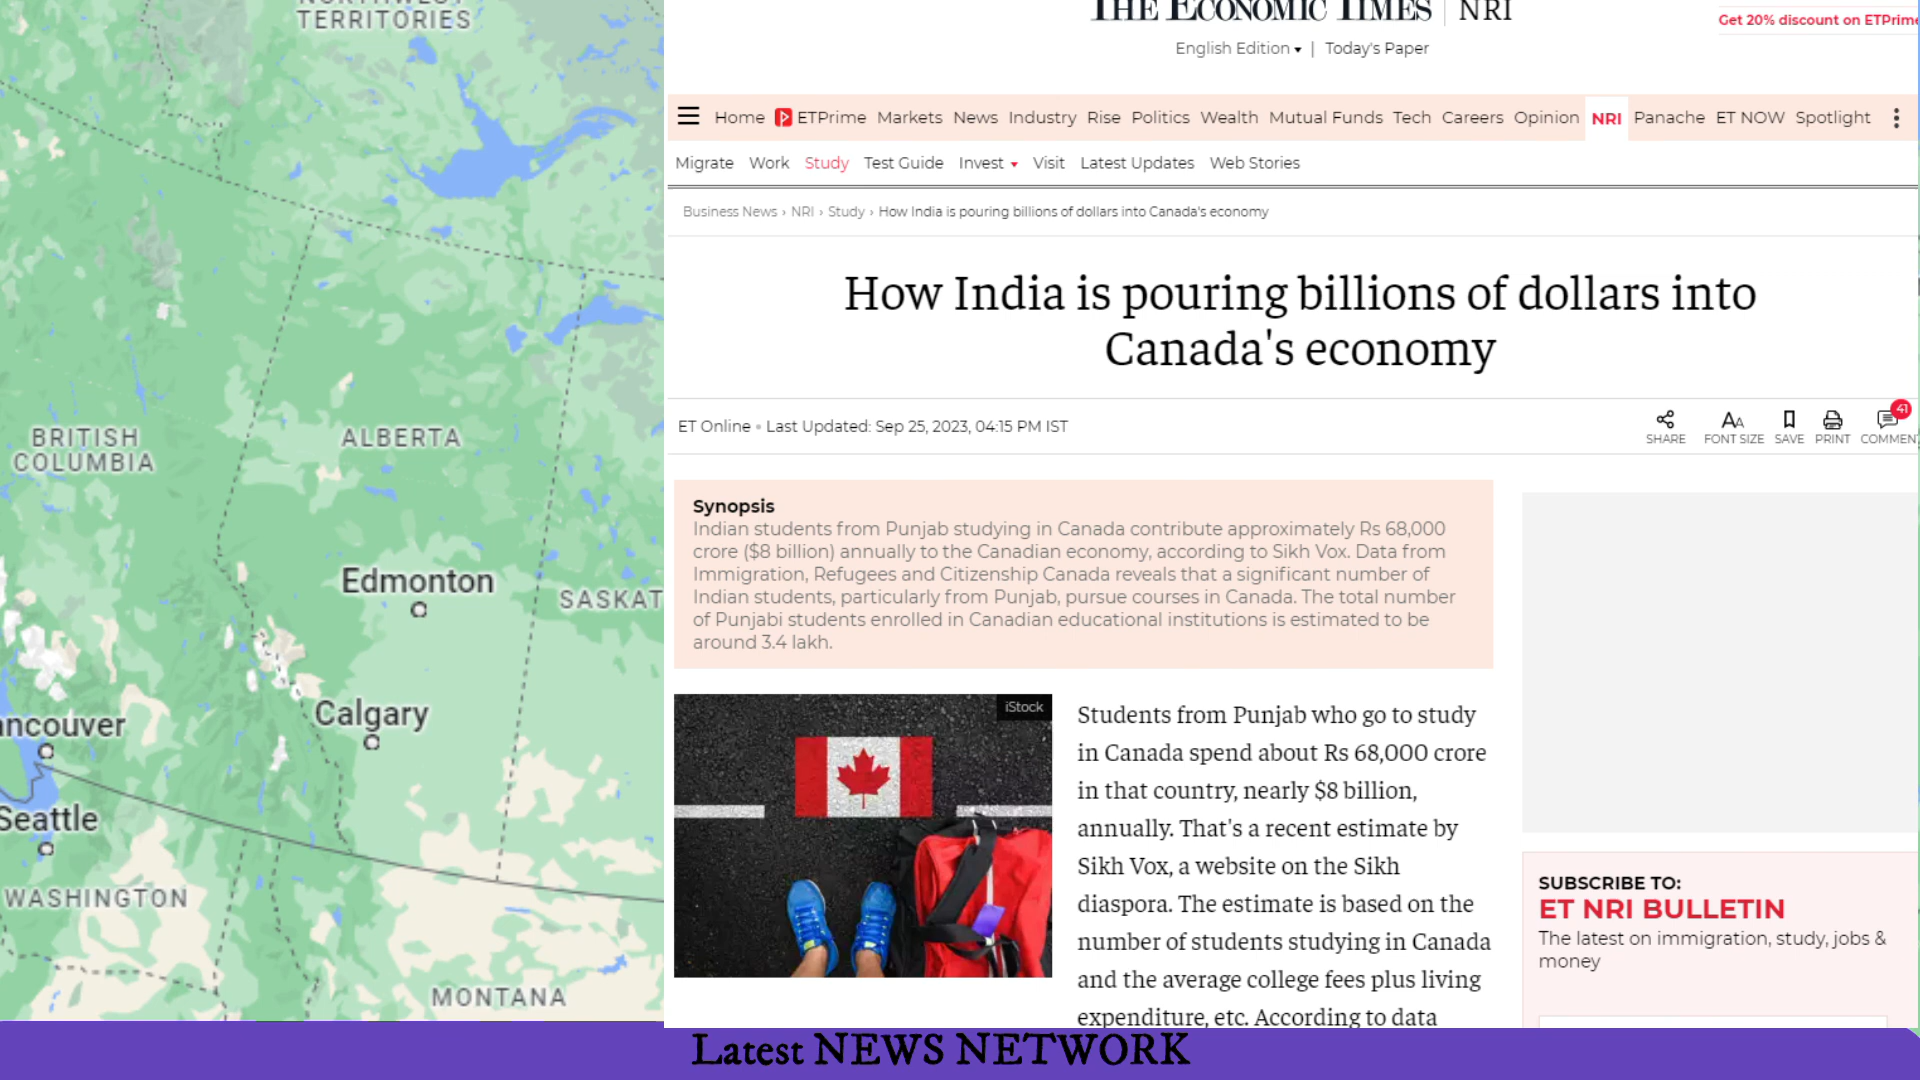 NORTHWEST
TERRITORIES
BRITISH
COLUMBIA
ALBERTA
Edmonton
SASKAT
Calgary
ncouver
Seattle
WASHINGTON
MONTANA
THE ECONOMIC TIMES | NRI
Get 20% discount on ETPrime
English Edition ▾ | Today's Paper
Home ETPrime Markets News Industry Rise Politics Wealth Mutual Funds Tech Careers Opinion NRI Panache ET NOW Spotlight
Migrate Work Study Test Guide Invest ▾ Visit Latest Updates Web Stories
Business News › NRI › Study › How India is pouring billions of dollars into Canada's economy
How India is pouring billions of dollars into
Canada's economy
ET Online • Last Updated: Sep 25, 2023, 04:15 PM IST
41
SHARE FONT SIZE SAVE PRINT COMMEN
Synopsis
Indian students from Punjab studying in Canada contribute approximately Rs 68,000
crore ($8 billion) annually to the Canadian economy, according to Sikh Vox. Data from
Immigration, Refugees and Citizenship Canada reveals that a significant number of
Indian students, particularly from Punjab, pursue courses in Canada. The total number
of Punjabi students enrolled in Canadian educational institutions is estimated to be
around 3.4 lakh.
iStock
Students from Punjab who go to study
in Canada spend about Rs 68,000 crore
in that country, nearly $8 billion,
annually. That's a recent estimate by
Sikh Vox, a website on the Sikh
diaspora. The estimate is based on the
number of students studying in Canada
and the average college fees plus living
expenditure, etc. According to data
SUBSCRIBE TO:
ET NRI BULLETIN
The latest on immigration, study, jobs &
money
Latest NEWS NETWORK